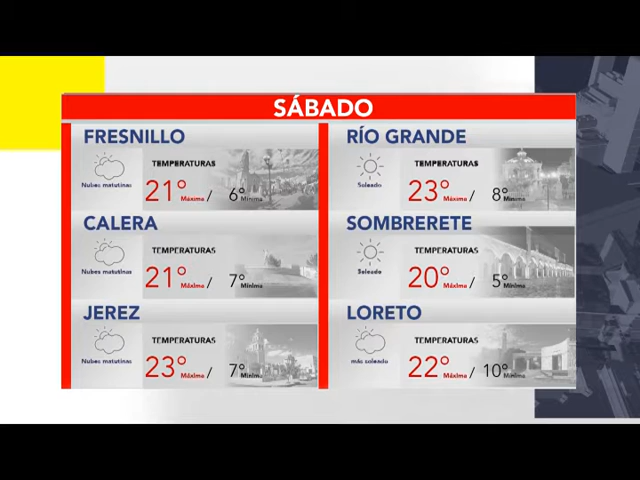 SÁBADO
FRESNILLO
TEMPERATURAS
Nubes matutinas
21° Máxima / 6° Mínima
CALERA
TEMPERATURAS
Nubes matutinas
21° Máxima / 7° Mínima
JEREZ
TEMPERATURAS
Nubes matutinas
23° Máxima / 7° Mínima
RÍO GRANDE
TEMPERATURAS
Soleado
23° Máxima / 8° Mínima
SOMBRERETE
TEMPERATURAS
Soleado
20° Máxima / 5° Mínima
LORETO
TEMPERATURAS
más soleado
22° Máxima / 10° Mínima